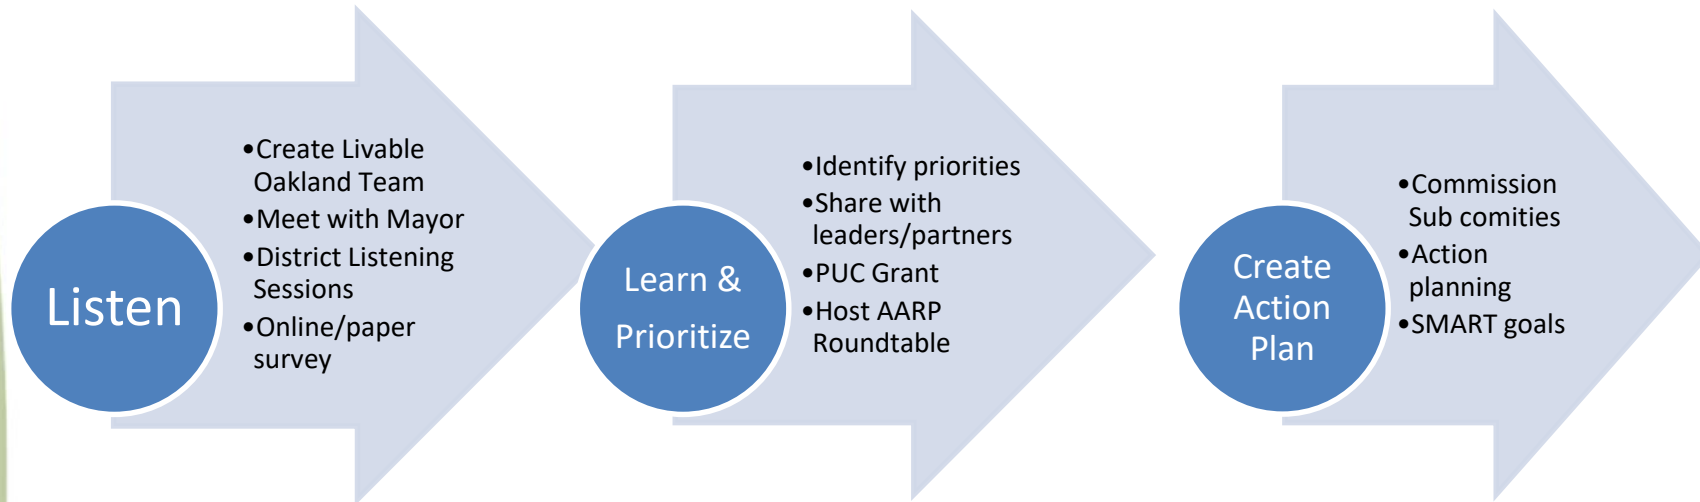 Listen
•Create Livable
Oakland Team
•Meet with Mayor
•District Listening
Sessions
•Online/paper
survey
Learn &
Prioritize
•Identify priorities
•Share with
leaders/partners
•PUC Grant
•Host AARP
Roundtable
Create
Action
Plan
•Commission
Sub comities
•Action
planning
•SMART goals